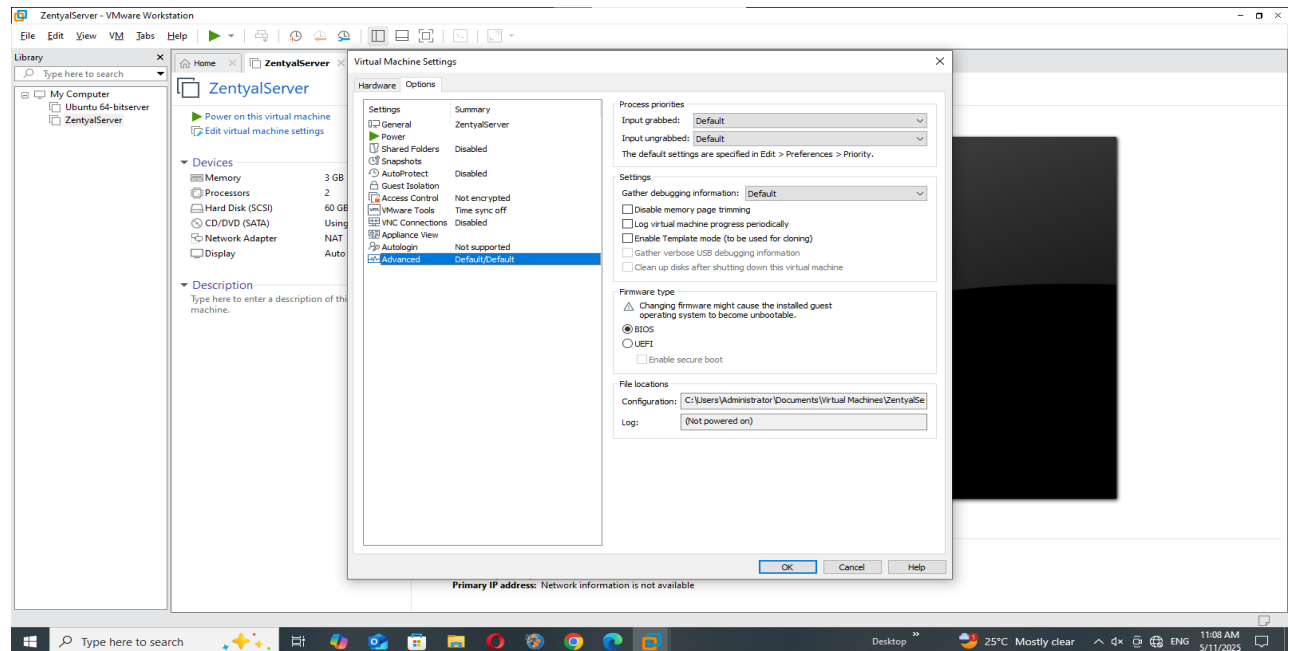 ZentyalServer - VMware Workstation
File Edit View VM Tabs Help
Library
Type here to search
My Computer
Ubuntu 64-bitserver
ZentyalServer
Home
ZentyalServer
ZentyalServer
Power on this virtual machine
Edit virtual machine settings
Devices
Memory 3 GB
Processors 2
Hard Disk (SCSI) 60 GB
CD/DVD (SATA) Using
Network Adapter NAT
Display Auto
Description
Type here to enter a description of thi
machine.
Virtual Machine Settings
Hardware Options
Settings Summary
General ZentyalServer
Power
Shared Folders Disabled
Snapshots
AutoProtect Disabled
Guest Isolation
Access Control Not encrypted
vm VMware Tools Time sync off
VNC Connections Disabled
Appliance View
Autologin Not supported
Advanced Default/Default
Process priorities
Input grabbed: Default
Input ungrabbed: Default
The default settings are specified in Edit > Preferences > Priority.
Settings
Gather debugging information: Default
Disable memory page trimming
Log virtual machine progress periodically
Enable Template mode (to be used for cloning)
Gather verbose USB debugging information
Clean up disks after shutting down this virtual machine
Firmware type
Changing firmware might cause the installed guest
operating system to become unbootable.
BIOS
UEFI
Enable secure boot
File locations
Configuration: C:\Users\Administrator\Documents\Virtual Machines\ZentyalSe
Log: (Not powered on)
OK Cancel Help
Primary IP address: Network information is not available
Type here to search
Desktop
25°C Mostly clear
ENG
11:08 AM
5/11/2025